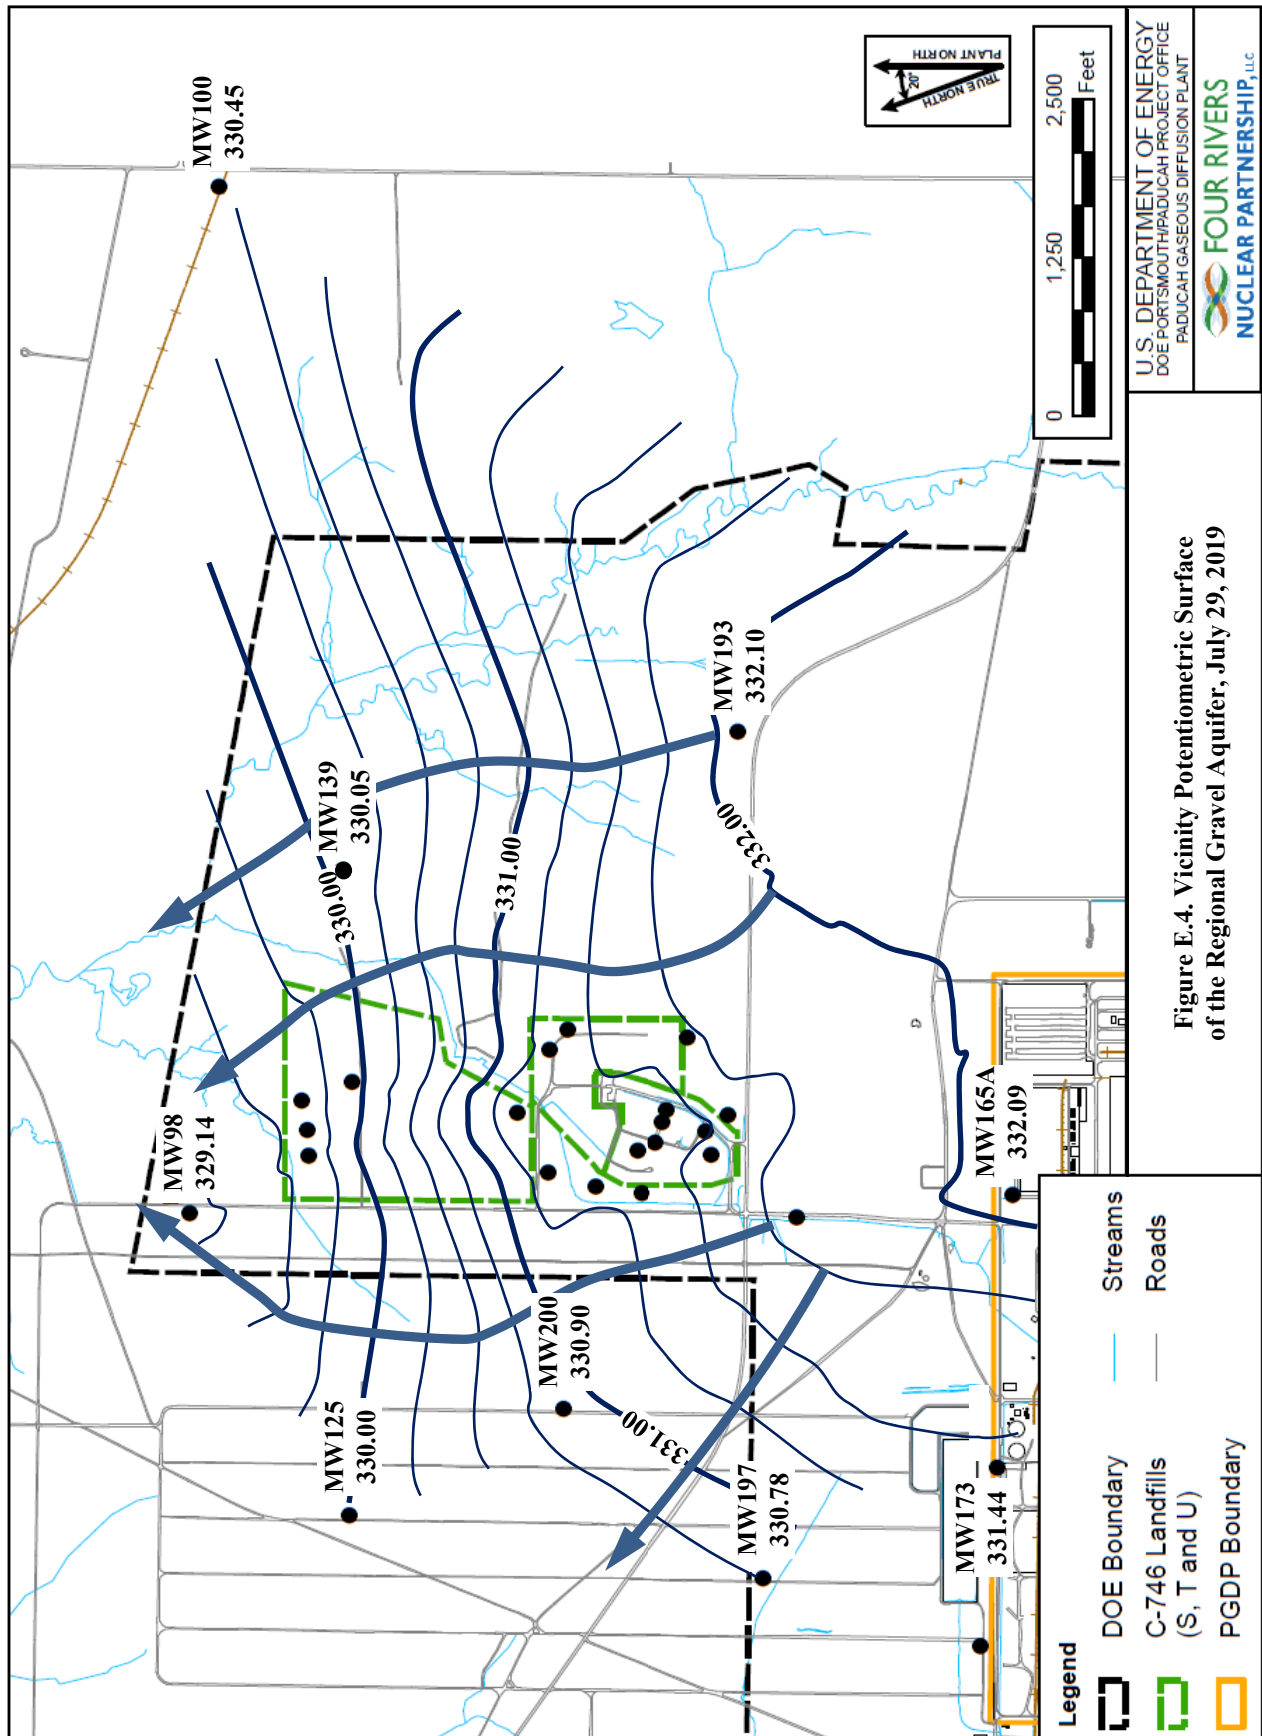 MW100
330.45
PLANT NORTH
TRUE NORTH
20°
MW139
330.05
330.00
MW98
329.14
331.00
MW193
332.10
332.00
MW125
330.00
MW200
330.90
331.00
MW197
330.78
MW173
331.44
MW165A
332.09
Legend
DOE Boundary
C-746 Landfills
(S, T and U)
PGDP Boundary
Streams
Roads
0 1,250 2,500
Feet
Figure E.4. Vicinity Potentiometric Surface
of the Regional Gravel Aquifer, July 29, 2019
U.S. DEPARTMENT OF ENERGY
DOE PORTSMOUTH/PADUCAH PROJECT OFFICE
PADUCAH GASEOUS DIFFUSION PLANT
FOUR RIVERS
NUCLEAR PARTNERSHIP, LLC